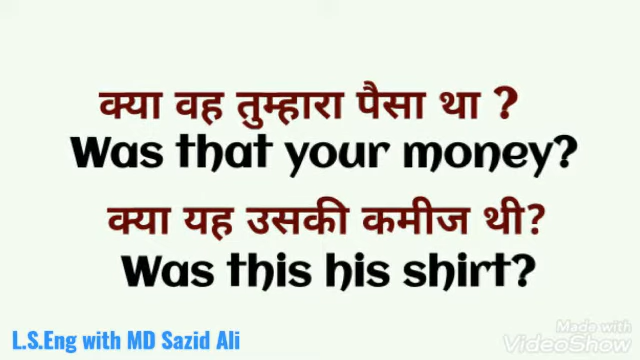 क्या वह तुम्हारा पैसा था ?
Was that your money?
क्या यह उसकी कमीज थी?
Was this his shirt?
L.S.Eng with MD Sazid Ali
Made with
VideoShow